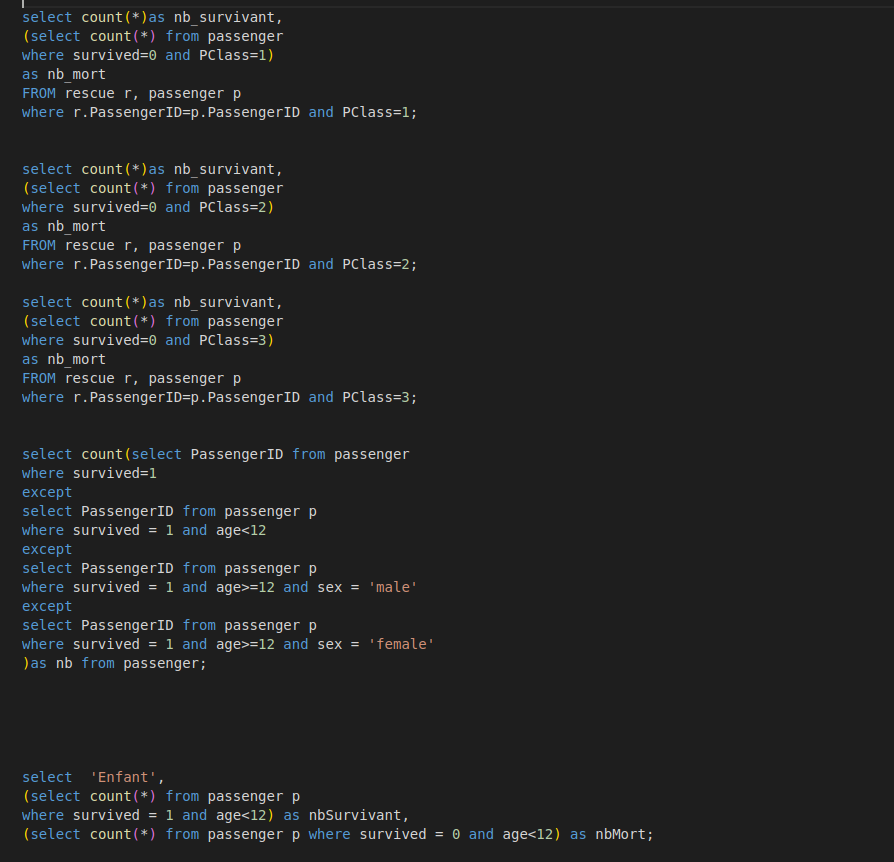 select count(*)as nb_survivant,
(select count(*) from passenger
where survived=0 and PClass=1)
as nb_mort
FROM rescue r, passenger p
where r.PassengerID=p.PassengerID and PClass=1;
select count(*)as nb_survivant,
(select count(*) from passenger
where survived=0 and PClass=2)
as nb_mort
FROM rescue r, passenger p
where r.PassengerID=p.PassengerID and PClass=2;
select count(*)as nb_survivant,
(select count(*) from passenger
where survived=0 and PClass=3)
as nb_mort
FROM rescue r, passenger p
where r.PassengerID=p.PassengerID and PClass=3;
select count(select PassengerID from passenger
where survived=1
except
select PassengerID from passenger p
where survived = 1 and age<12
except
select PassengerID from passenger p
where survived = 1 and age>=12 and sex = 'male'
except
select PassengerID from passenger p
where survived = 1 and age>=12 and sex = 'female'
)as nb from passenger;
select  'Enfant',
(select count(*) from passenger p
where survived = 1 and age<12) as nbSurvivant,
(select count(*) from passenger p where survived = 0 and age<12) as nbMort;